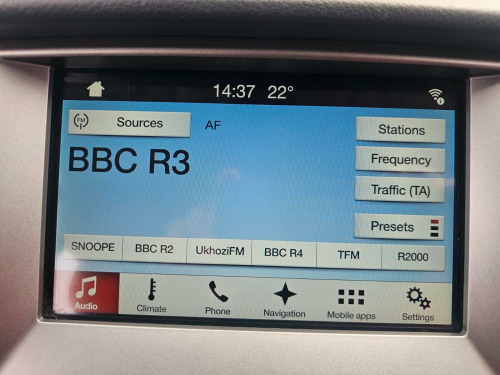 14:37 22°
FM Sources AF Stations
BBC R3
Frequency
Traffic (TA)
Presets
SNOOPE BBC R2 UkhoziFM BBC R4 TFM R2000
Audio Climate Phone Navigation Mobile apps Settings